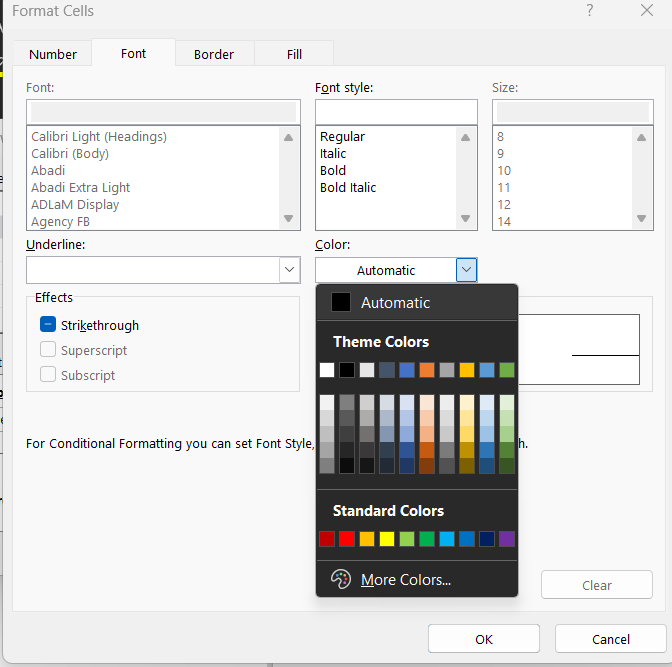 Format Cells ?
Number Font Border Fill
Font: Font style: Size:
Calibri Light (Headings) Regular 8
Calibri (Body) Italic 9
Abadi Bold 10
Abadi Extra Light Bold Italic 11
ADLaM Display 12
Agency FB 14
Underline: Color:
Automatic
Effects
Strikethrough
Superscript
Subscript
Automatic
Theme Colors
For Conditional Formatting you can set Font Style, h.
Standard Colors
More Colors...
Clear
OK Cancel